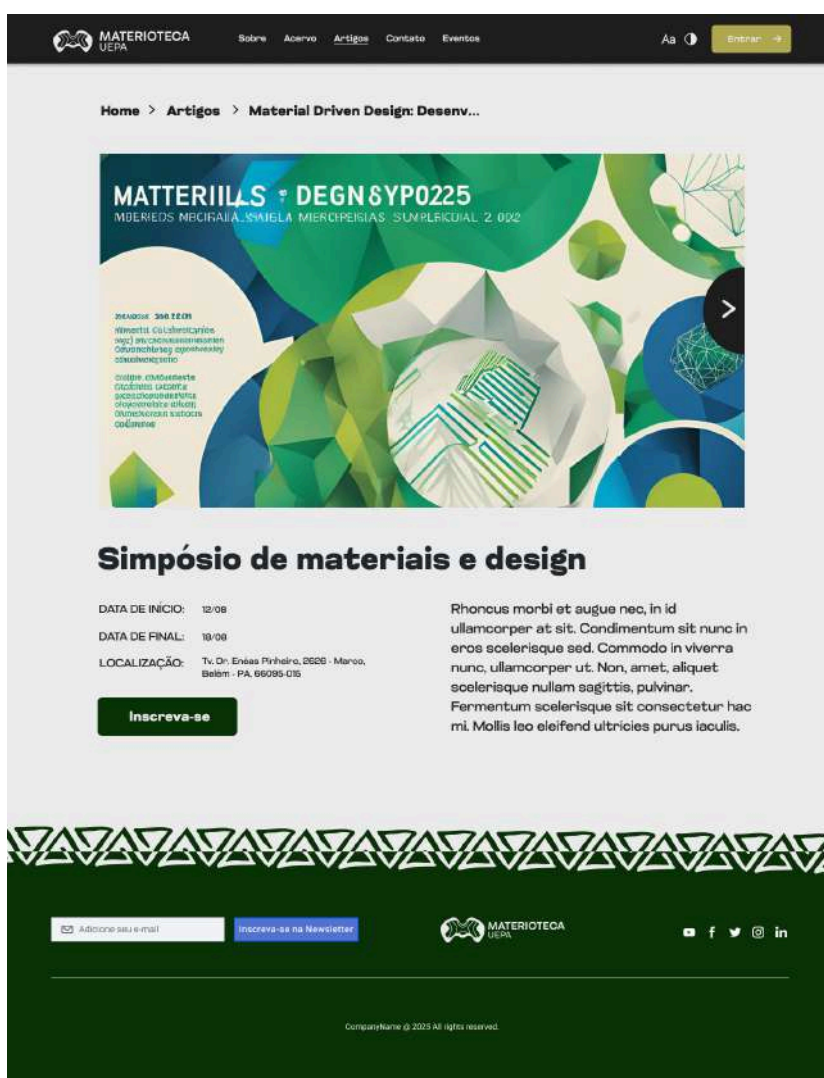 MATERIOTECA
UEPA
Sobre Acervo Artigos Contato Eventos
Aa
Entrar →
Home > Artigos > Material Driven Design: Desenv...
MATTERIILLS DEGN&YP0225
Simpósio de materiais e design
DATA DE INÍCIO: 12/08
DATA DE FINAL: 18/08
LOCALIZAÇÃO: Tv. Dr. Enéas Pinheiro, 2626 - Marco,
Belém - PA, 66095-015
Inscreva-se
Rhoncus morbi et augue nec, in id
ullamcorper at sit. Condimentum sit nunc in
eros scelerisque sed. Commodo in viverra
nunc, ullamcorper ut. Non, amet, aliquet
scelerisque nullam sagittis, pulvinar.
Fermentum scelerisque sit consectetur hac
mi. Mollis leo eleifend ultricies purus iaculis.
Adicione seu e-mail
Inscreva-se na Newsletter
MATERIOTECA
UEPA
CompanyName @ 2025 All rights reserved.